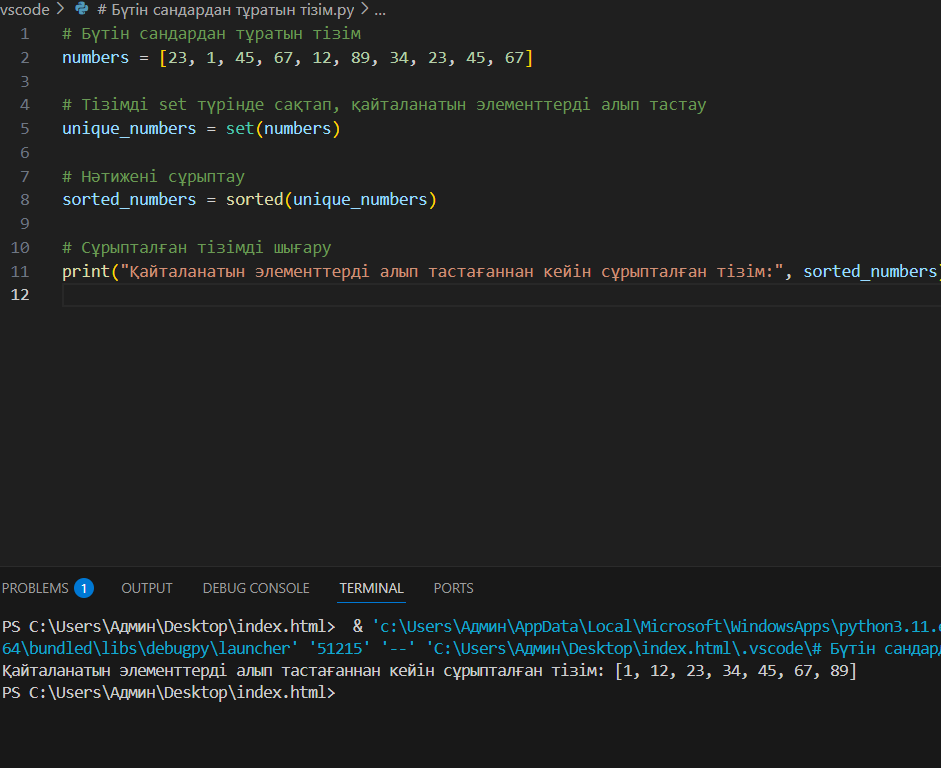 vscode > # Бүтін сандардан тұратын тізім.py > ...
1 # Бүтін сандардан тұратын тізім
2 numbers = [23, 1, 45, 67, 12, 89, 34, 23, 45, 67]
3
4 # Тізімді set түрінде сақтап, қайталанатын элементтерді алып тастау
5 unique_numbers = set(numbers)
6
7 # Нәтижені сұрыптау
8 sorted_numbers = sorted(unique_numbers)
9
10 # Сұрыпталған тізімді шығару
11 print("Қайталанатын элементтерді алып тастағаннан кейін сұрыпталған тізім:", sorted_numbers)
12
PROBLEMS 1 OUTPUT DEBUG CONSOLE TERMINAL PORTS
PS C:\Users\Админ\Desktop\index.html> & 'c:\Users\Админ\AppData\Local\Microsoft\WindowsApps\python3.11.e
64\bundled\libs\debugpy\launcher' '51215' '--' 'C:\Users\Админ\Desktop\index.html\.vscode\# Бүтін сандард
Қайталанатын элементтерді алып тастағаннан кейін сұрыпталған тізім: [1, 12, 23, 34, 45, 67, 89]
PS C:\Users\Админ\Desktop\index.html>